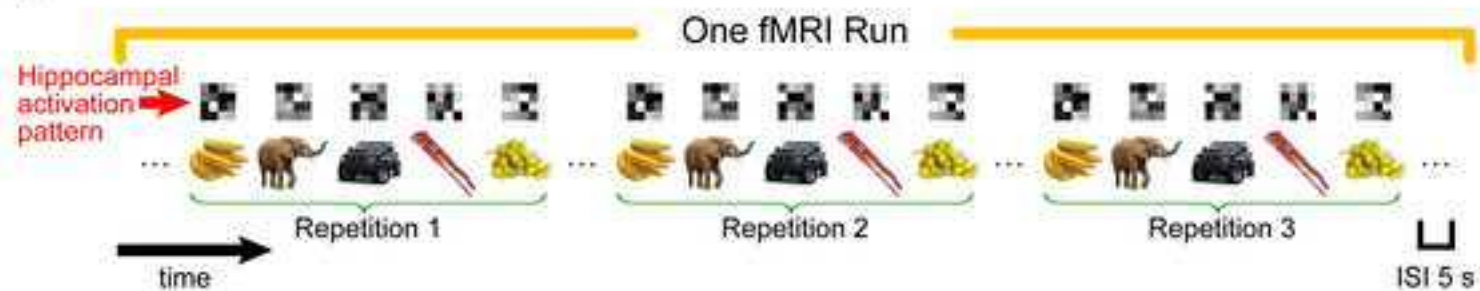 One fMRI Run
Hippocampal
activation
pattern
... ... ... ...
Repetition 1
Repetition 2
Repetition 3
time
ISI 5 s